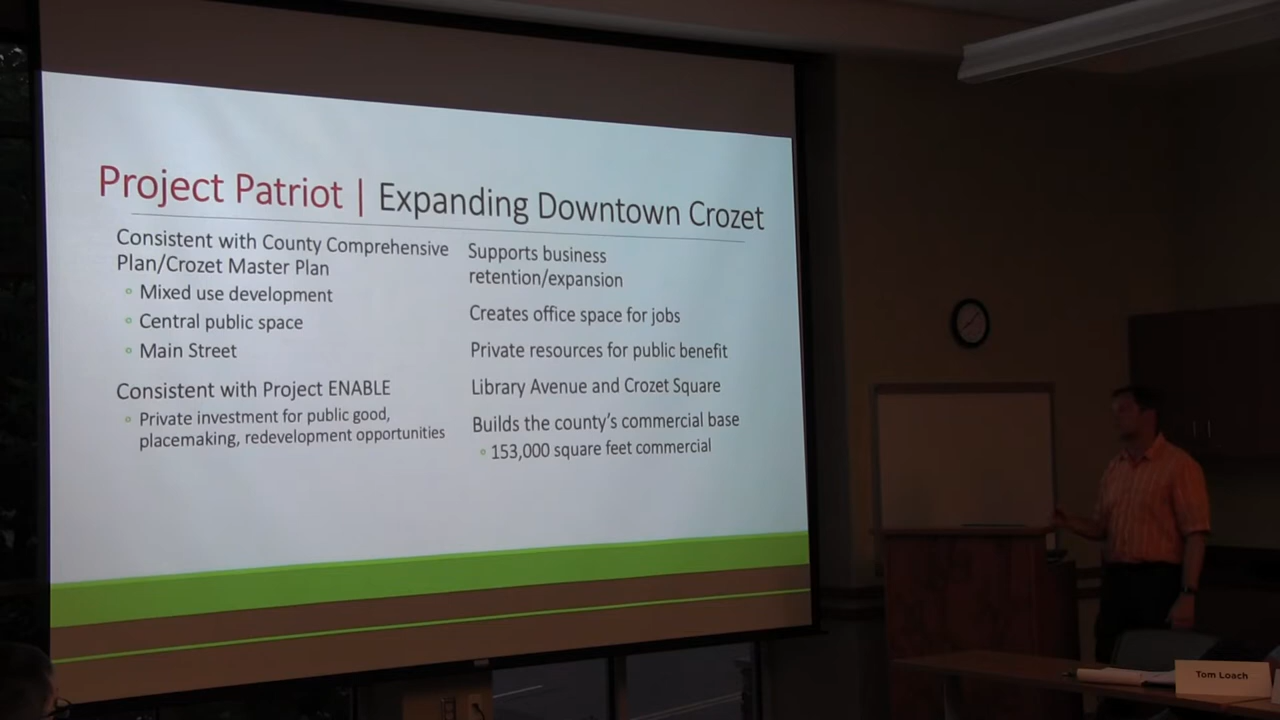 Project Patriot | Expanding Downtown Crozet
Consistent with County Comprehensive
Plan/Crozet Master Plan
Mixed use development
Central public space
Main Street
Consistent with Project ENABLE
Private investment for public good,
placemaking, redevelopment opportunities
Supports business
retention/expansion
Creates office space for jobs
Private resources for public benefit
Library Avenue and Crozet Square
Builds the county's commercial base
153,000 square feet commercial
Tom Loach